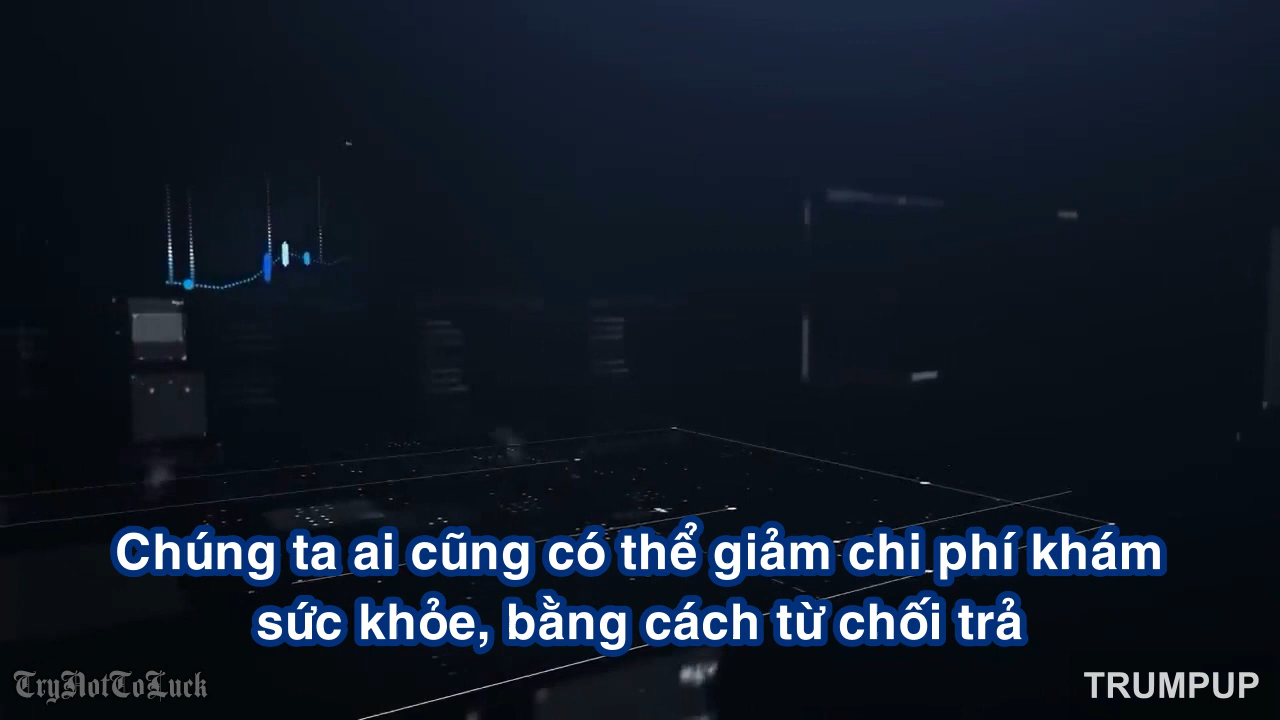 Chúng ta ai cũng có thể giảm chi phí khám
sức khỏe, bằng cách từ chối trả
TryNotToLuck
TRUMPUP